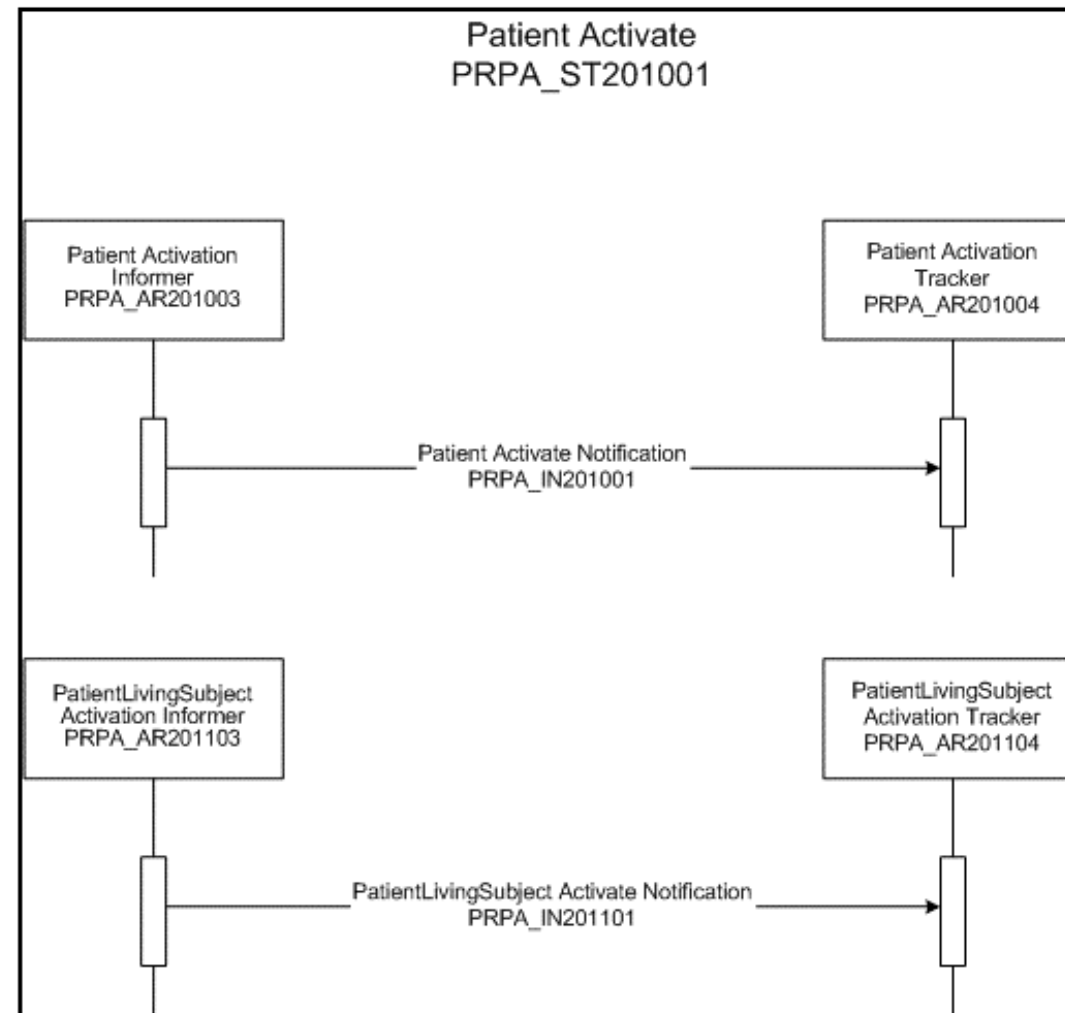 Patient Activate
PRPA_ST201001
Patient Activation
Informer
PRPA_AR201003
Patient Activation
Tracker
PRPA_AR201004
Patient Activate Notification
PRPA_IN201001
PatientLivingSubject
Activation Informer
PRPA_AR201103
PatientLivingSubject
Activation Tracker
PRPA_AR201104
PatientLivingSubject Activate Notification
PRPA_IN201101